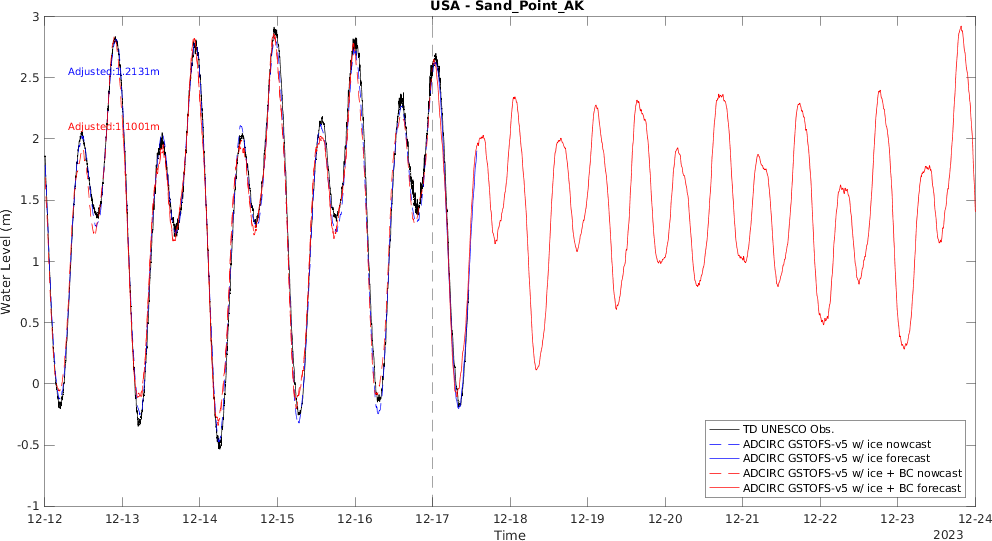 USA - Sand_Point_AK
3
2.5
2
1.5
1
0.5
0
-0.5
-1
Water Level (m)
Adjusted:1.2131m
Adjusted:1.1001m
TD UNESCO Obs.
ADCIRC GSTOFS-v5 w/ ice nowcast
ADCIRC GSTOFS-v5 w/ ice forecast
ADCIRC GSTOFS-v5 w/ ice + BC nowcast
ADCIRC GSTOFS-v5 w/ ice + BC forecast
12-12 12-13 12-14 12-15 12-16 12-17 12-18 12-19 12-20 12-21 12-22 12-23 12-24
Time
2023